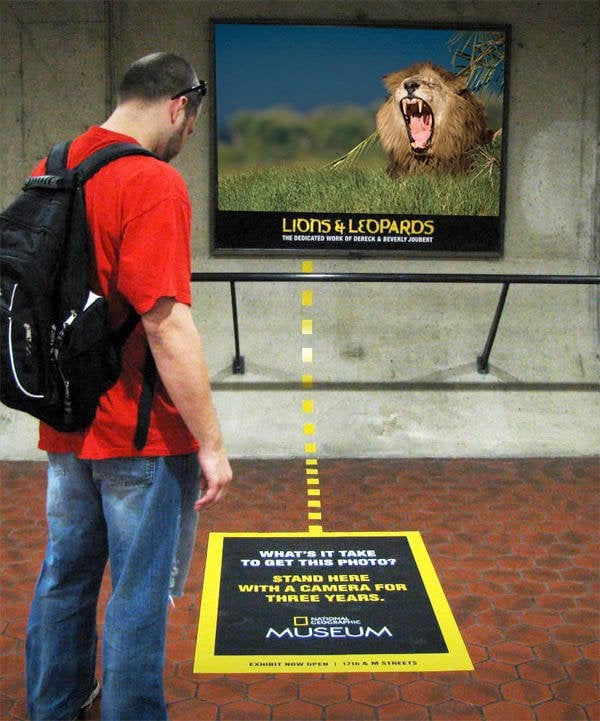 LIONS & LEOPARDS
THE DEDICATED WORK OF DERECK & BEVERLY JOUBERT
WHAT'S IT TAKE
TO GET THIS PHOTO?
STAND HERE
WITH A CAMERA FOR
THREE YEARS.
NATIONAL
GEOGRAPHIC
MUSEUM
EXHIBIT NOW OPEN | 17th & M STREETS